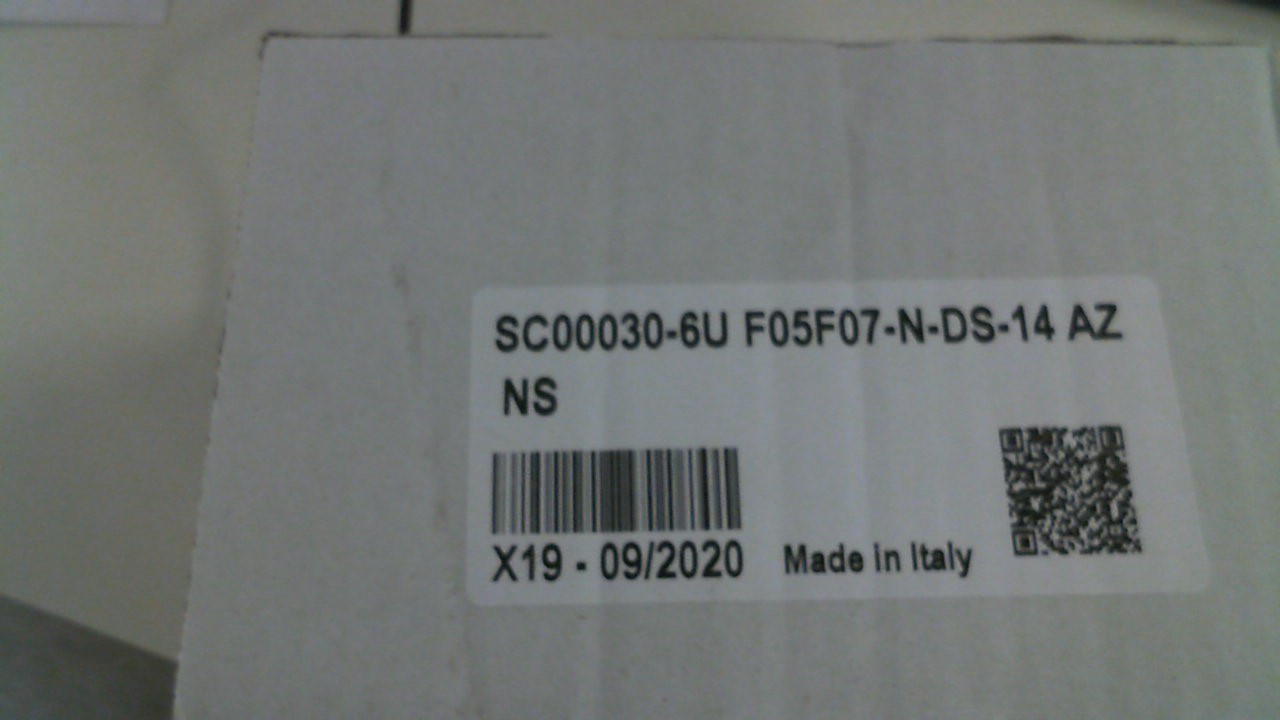 SC00030-6U F05F07-N-DS-14 AZ
NS
X19 - 09/2020 Made in Italy